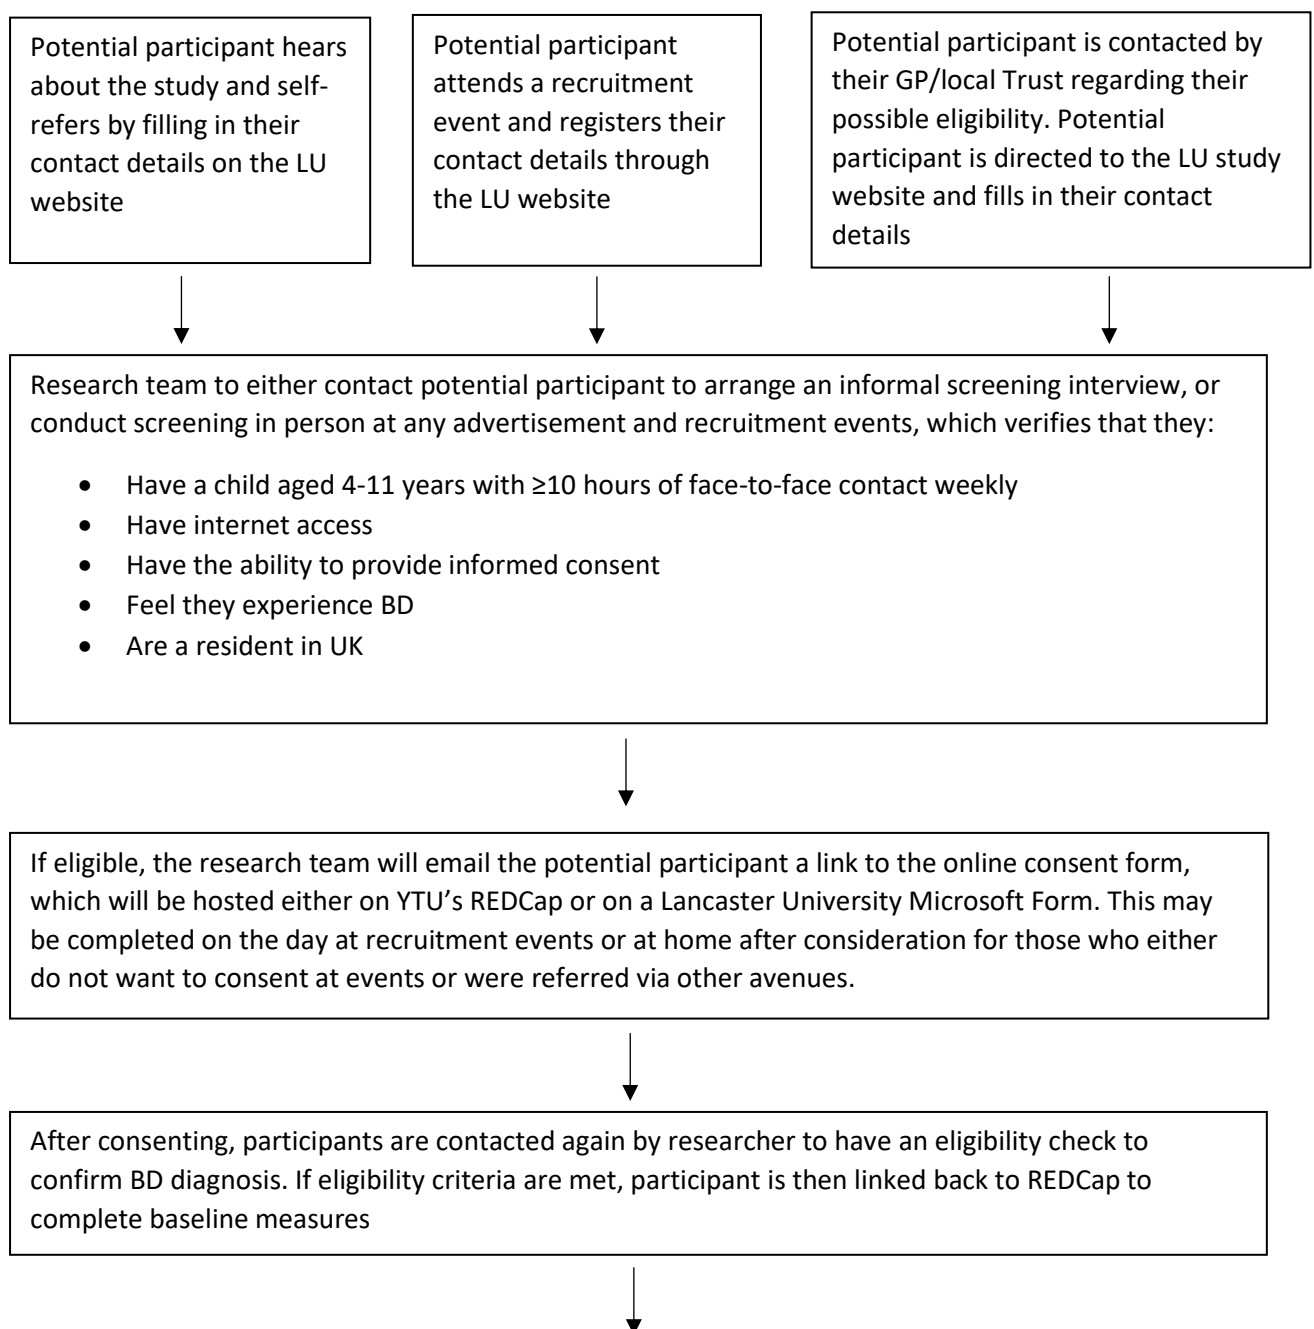 Potential participant hears
about the study and self-
refers by filling in their
contact details on the LU
website
Potential participant
attends a recruitment
event and registers their
contact details through
the LU website
Potential participant is contacted by
their GP/local Trust regarding their
possible eligibility. Potential
participant is directed to the LU study
website and fills in their contact
details
Research team to either contact potential participant to arrange an informal screening interview, or
conduct screening in person at any advertisement and recruitment events, which verifies that they:
• Have a child aged 4-11 years with ≥10 hours of face-to-face contact weekly
• Have internet access
• Have the ability to provide informed consent
• Feel they experience BD
• Are a resident in UK
If eligible, the research team will email the potential participant a link to the online consent form,
which will be hosted either on YTU’s REDCap or on a Lancaster University Microsoft Form. This may
be completed on the day at recruitment events or at home after consideration for those who either
do not want to consent at events or were referred via other avenues.
After consenting, participants are contacted again by researcher to have an eligibility check to
confirm BD diagnosis. If eligibility criteria are met, participant is then linked back to REDCap to
complete baseline measures